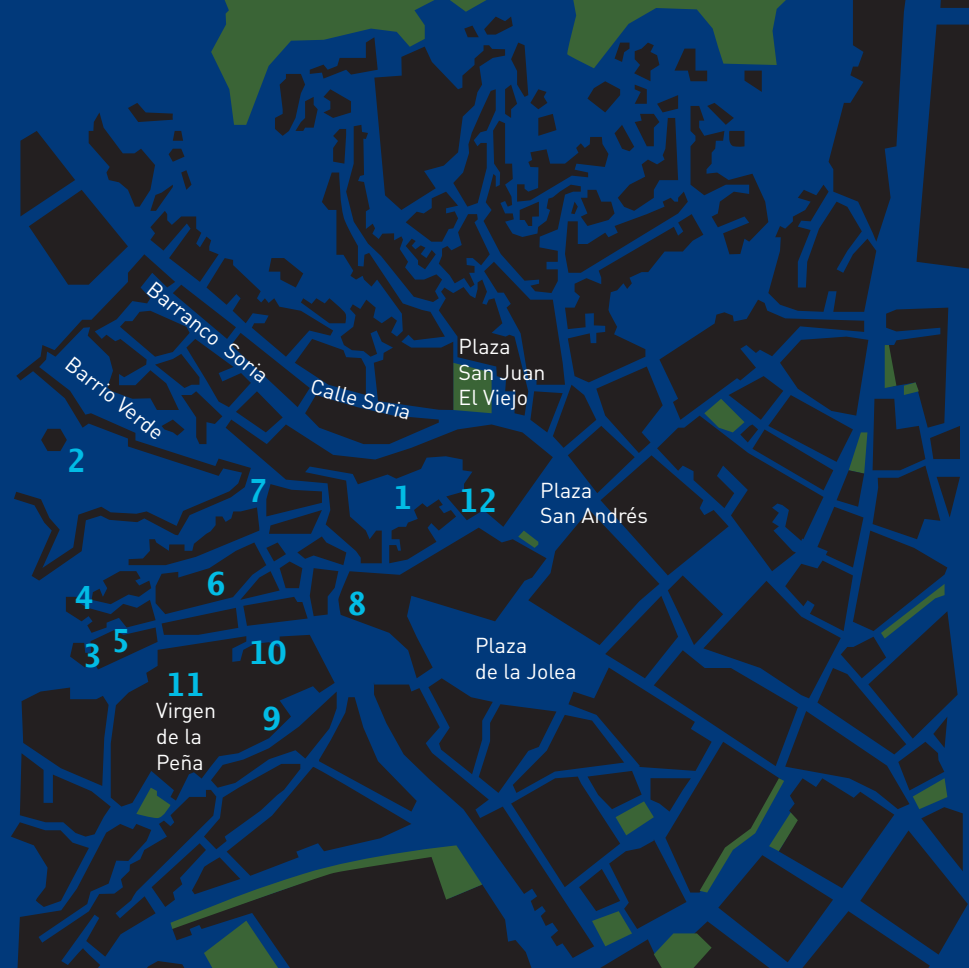 Barranco Soria
Barrio Verde
Calle Soria
Plaza
San Juan
El Viejo
2
7
1
12
Plaza
San Andrés
4
6
8
5
3
10
11
9
Plaza
de la Jolea
Virgen
de la
Peña